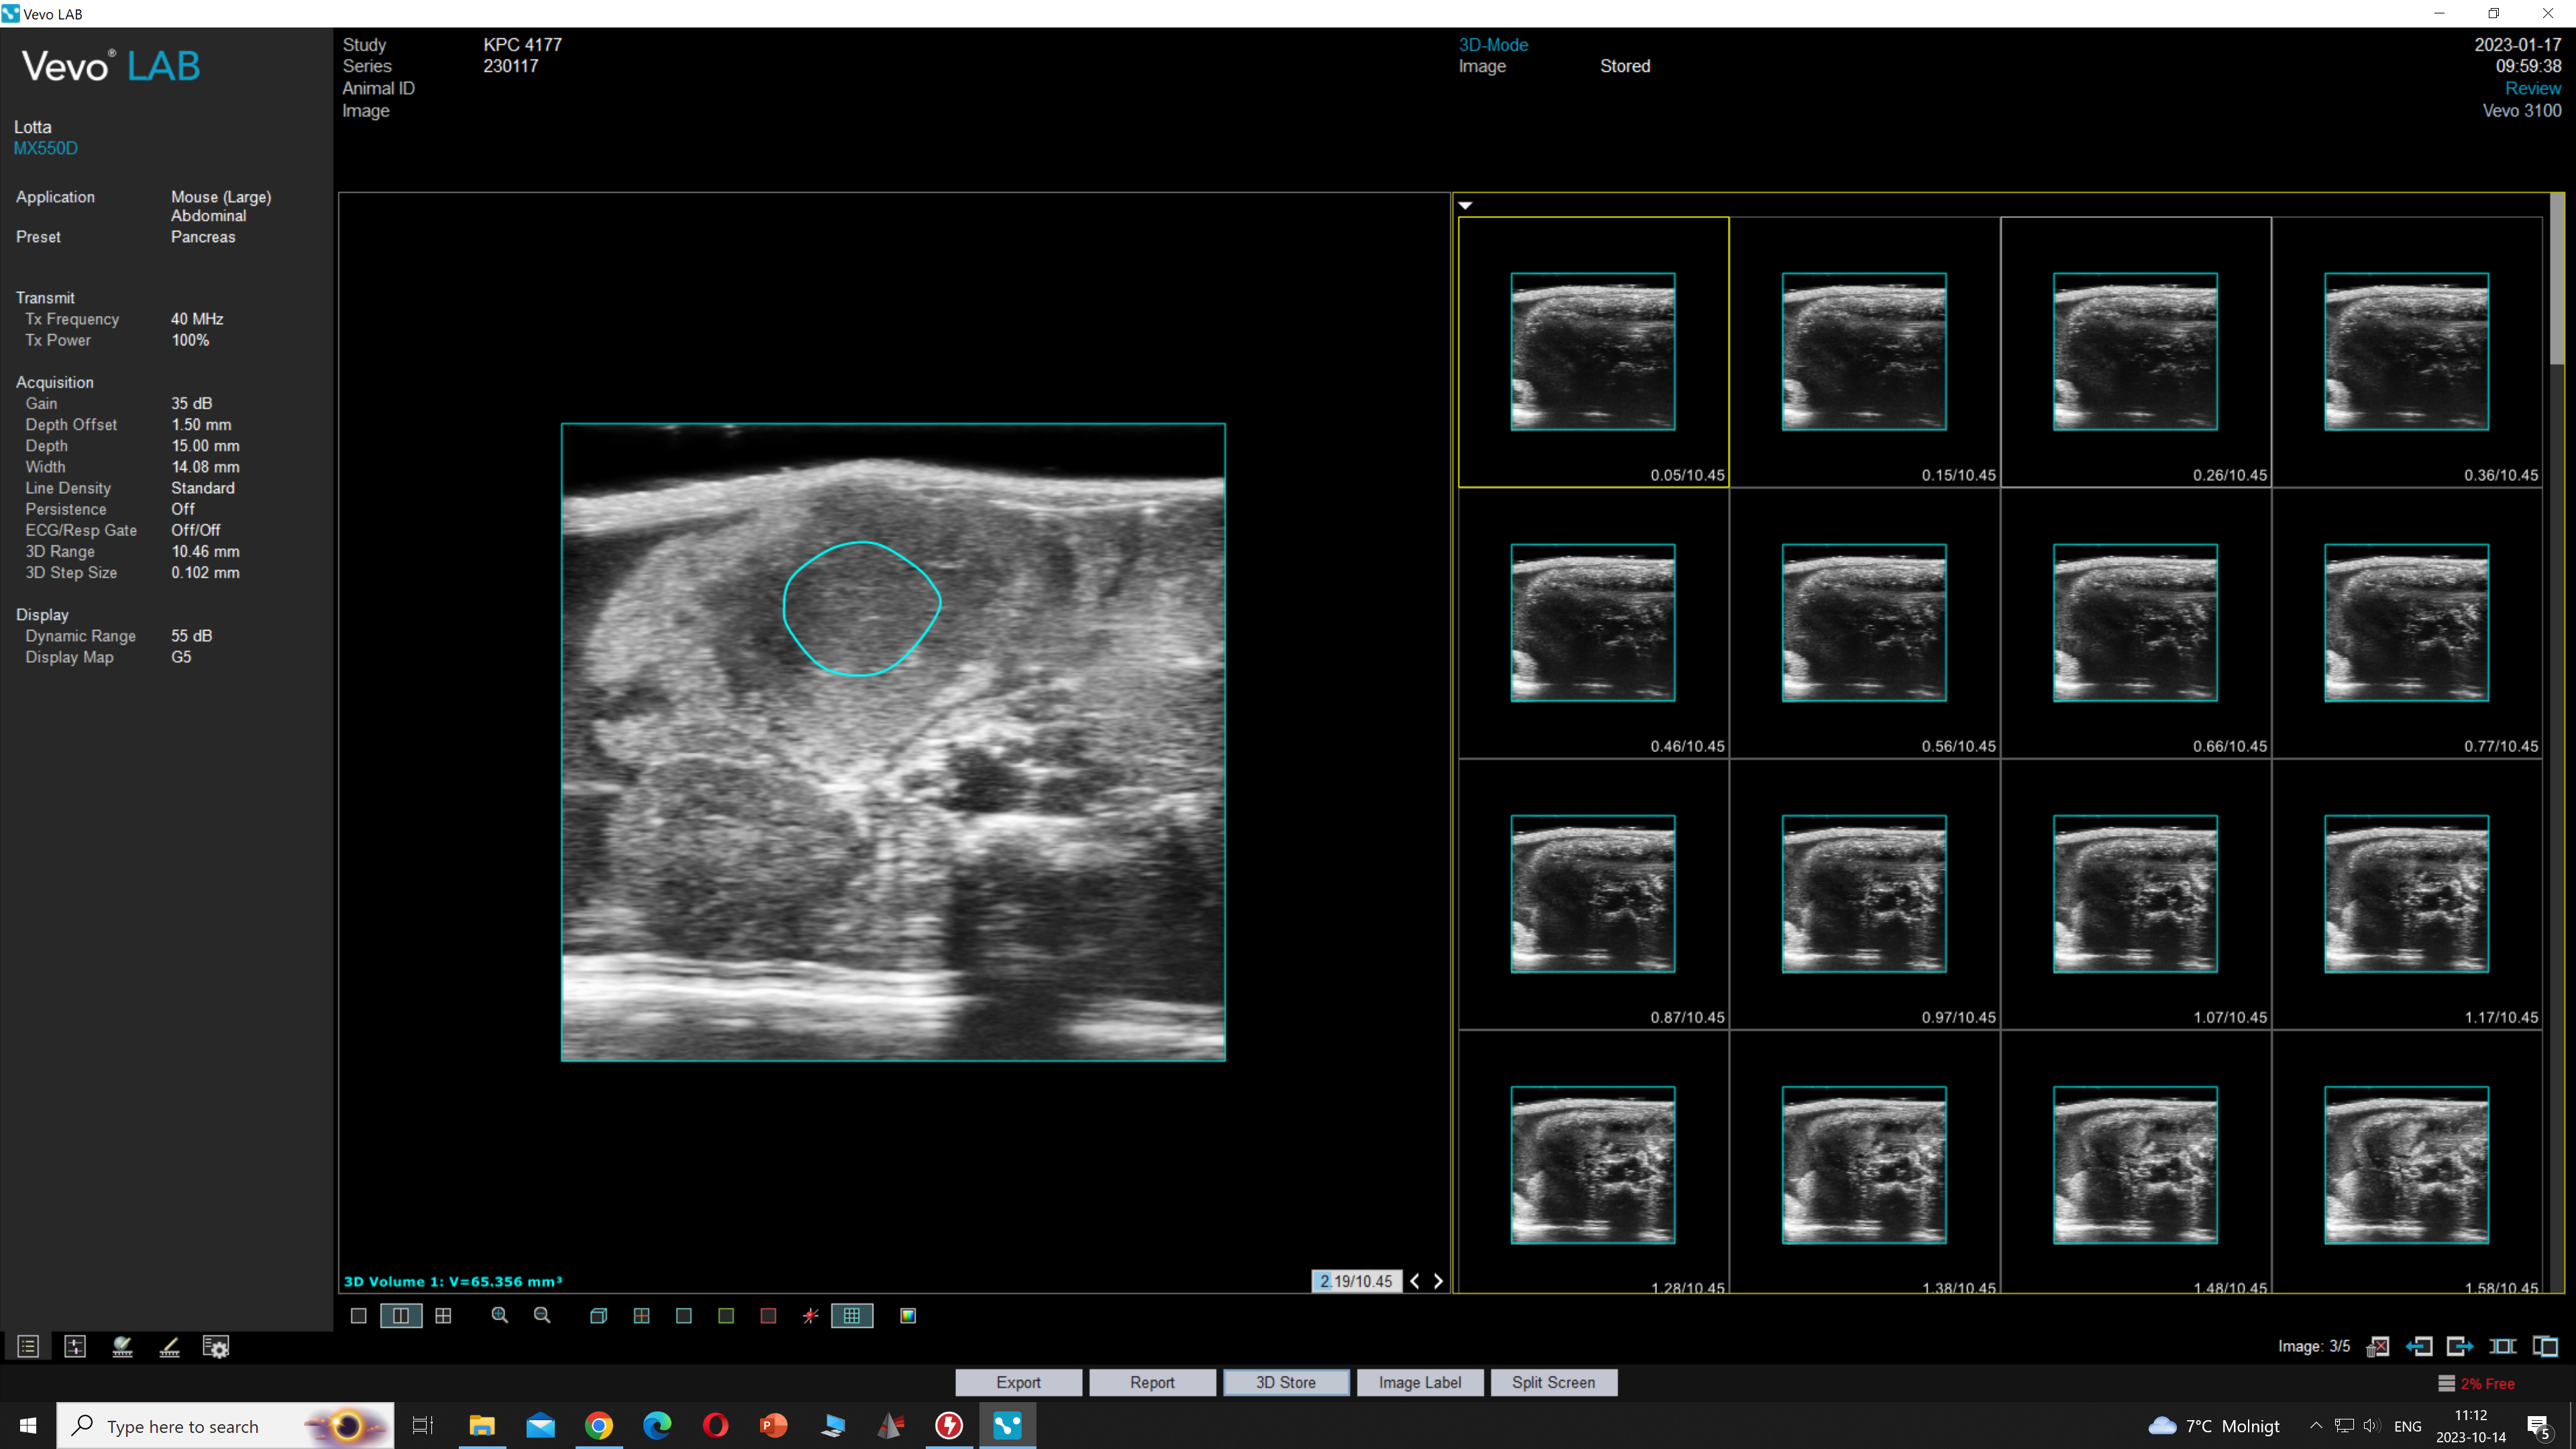 Vevo LAB
Vevo® LAB
Study KPC 4177
Series 230117
Animal ID
Image
3D-Mode
Image Stored
2023-01-17
09:59:38
Review
Vevo 3100
Lotta
MX550D
Application Mouse (Large)
Abdominal
Preset Pancreas
Transmit
Tx Frequency 40 MHz
Tx Power 100%
Acquisition
Gain 35 dB
Depth Offset 1.50 mm
Depth 15.00 mm
Width 14.08 mm
Line Density Standard
Persistence Off
ECG/Resp Gate Off/Off
3D Range 10.46 mm
3D Step Size 0.102 mm
Display
Dynamic Range 55 dB
Display Map G5
0.05/10.45 0.15/10.45 0.26/10.45 0.36/10.45
0.46/10.45 0.56/10.45 0.66/10.45 0.77/10.45
0.87/10.45 0.97/10.45 1.07/10.45 1.17/10.45
1.28/10.45 1.38/10.45 1.48/10.45 1.58/10.45
3D Volume 1: V=65.356 mm³
2.19/10.45
Image: 3/5
Export Report 3D Store Image Label Split Screen
2% Free
Type here to search
7°C Molnigt
ENG
11:12
2023-10-14
5